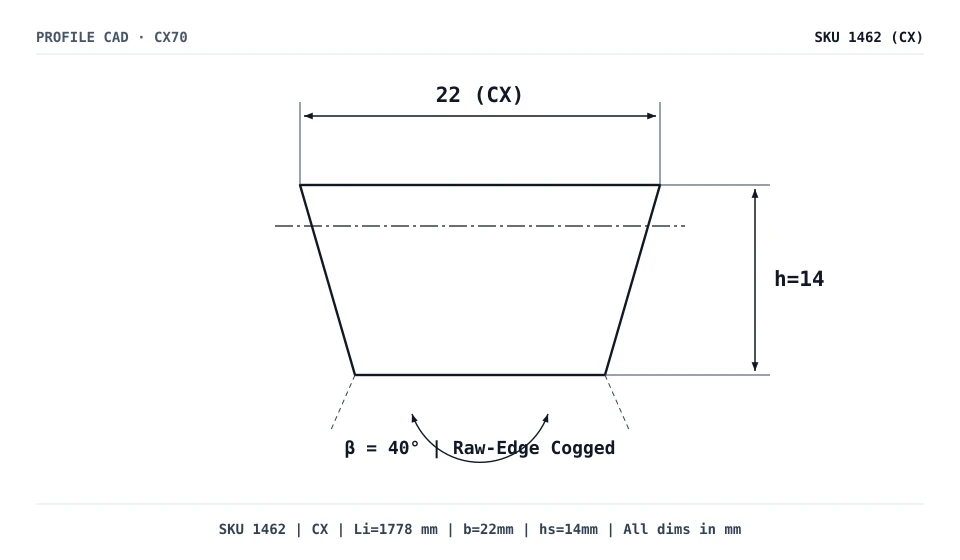 PROFILE CAD · CX70
SKU 1462 (CX)
22 (CX)
h=14
β = 40° | Raw-Edge Cogged
SKU 1462 | CX | Li=1778 mm | b=22mm | hs=14mm | All dims in mm